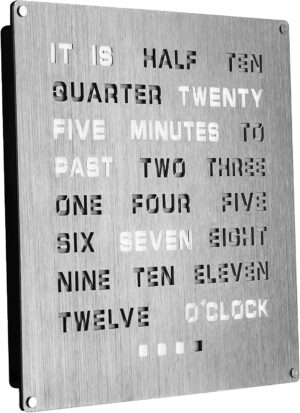 IT IS HALF TEN
QUARTER TWENTY
FIVE MINUTES TO
PAST TWO THREE
ONE FOUR FIVE
SIX SEVEN EIGHT
NINE TEN ELEVEN
TWELVE O'CLOCK